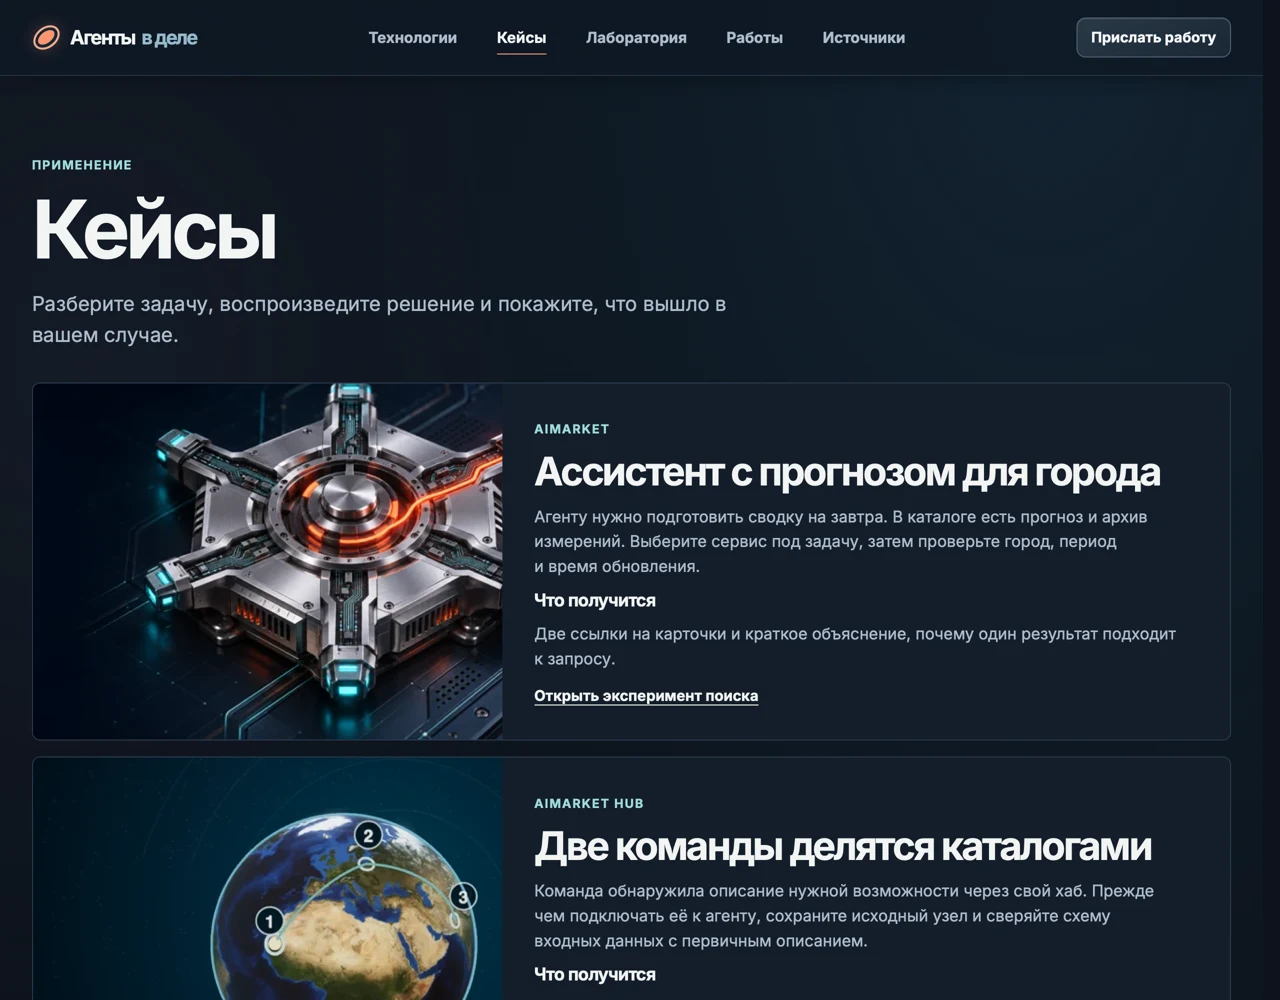 Агенты в деле
Технологии
Кейсы
Лаборатория
Работы
Источники
Прислать работу
ПРИМЕНЕНИЕ
Кейсы
Разберите задачу, воспроизведите решение и покажите, что вышло в
вашем случае.
AIMARKET
Ассистент с прогнозом для города
Агенту нужно подготовить сводку на завтра. В каталоге есть прогноз и архив
измерений. Выберите сервис под задачу, затем проверьте город, период
и время обновления.
Что получится
Две ссылки на карточки и краткое объяснение, почему один результат подходит
к запросу.
Открыть эксперимент поиска
1
2
3
AIMARKET HUB
Две команды делятся каталогами
Команда обнаружила описание нужной возможности через свой хаб. Прежде
чем подключать её к агенту, сохраните исходный узел и сверяйте схему
входных данных с первичным описанием.
Что получится